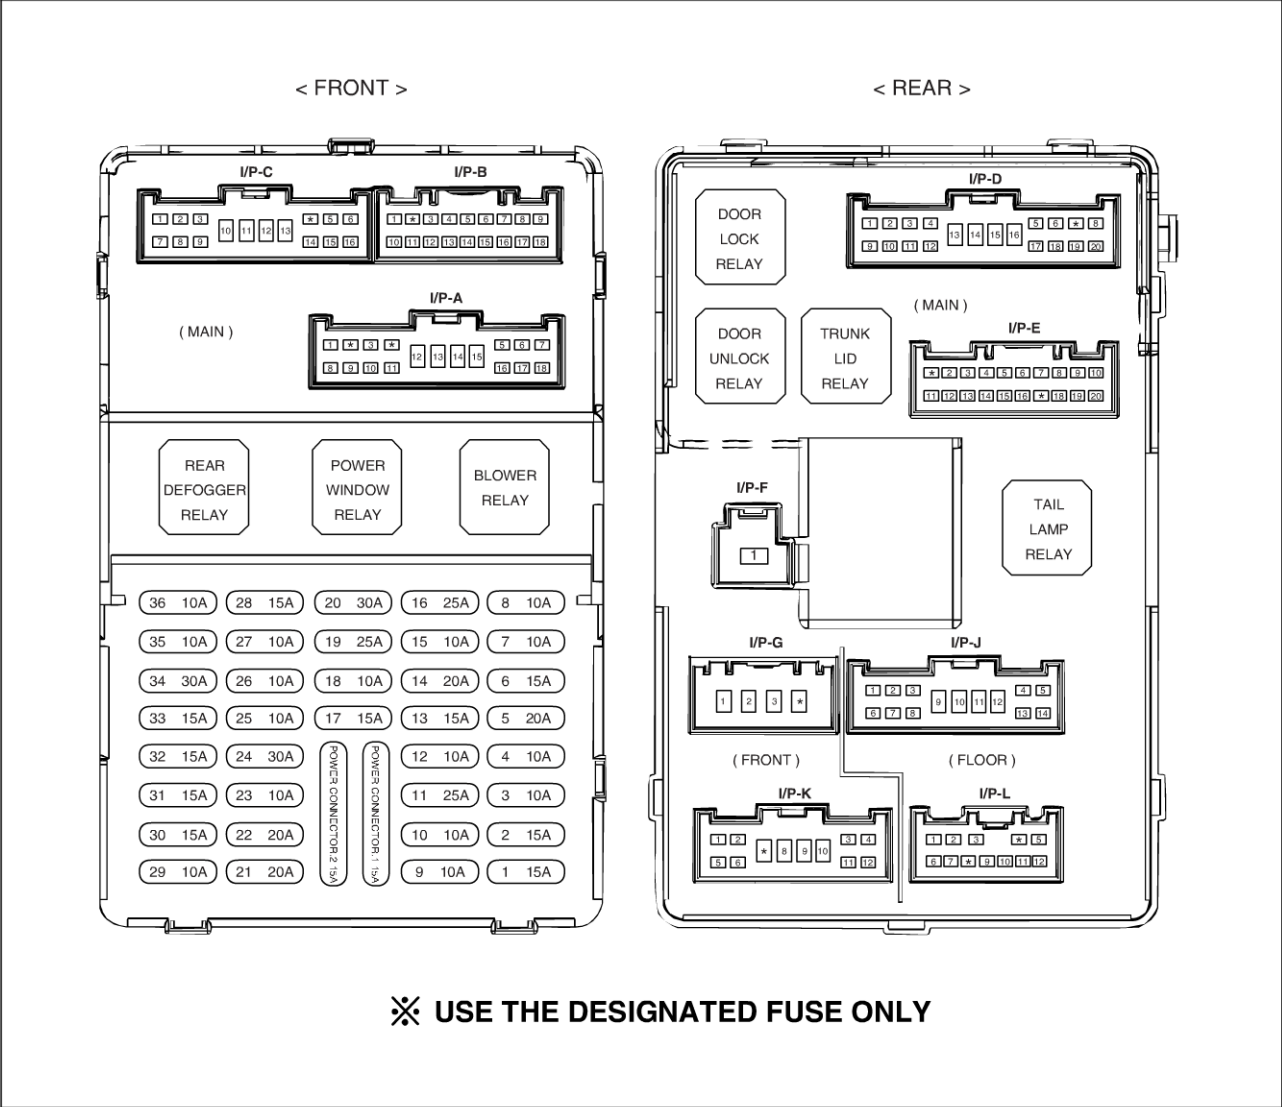 < FRONT >
< REAR >
I/P-C
I/P-B
1 2 3 10 11 12 13 * 5 6
7 8 9 14 15 16
1 * 3 4 5 6 7 8 9
10 11 12 13 14 15 16 17 18
I/P-A
( MAIN )
1 * 3 * 12 13 14 15 5 6 7
8 9 10 11 16 17 18
REAR
DEFOGGER
RELAY
POWER
WINDOW
RELAY
BLOWER
RELAY
36 10A 28 15A 20 30A 16 25A 8 10A
35 10A 27 10A 19 25A 15 10A 7 10A
34 30A 26 10A 18 10A 14 20A 6 15A
33 15A 25 10A 17 15A 13 15A 5 20A
32 15A 24 30A 12 10A 4 10A
31 15A 23 10A 11 25A 3 10A
30 15A 22 20A 10 10A 2 15A
29 10A 21 20A 9 10A 1 15A
POWER CONNECTOR.2 15A
POWER CONNECTOR.1 15A
DOOR
LOCK
RELAY
I/P-D
1 2 3 4 13 14 15 16 5 6 * 8
9 10 11 12 17 18 19 20
( MAIN )
DOOR
UNLOCK
RELAY
TRUNK
LID
RELAY
I/P-E
* 2 3 4 5 6 7 8 9 10
11 12 13 14 15 16 * 18 19 20
I/P-F
1
TAIL
LAMP
RELAY
I/P-G
1 2 3 *
( FRONT )
I/P-J
1 2 3 9 10 11 12 4 5
6 7 8 13 14
( FLOOR )
I/P-K
1 2 * 8 9 10 3 4
5 6 11 12
I/P-L
1 2 3 * 5
6 7 * 9 10 11 12
※ USE THE DESIGNATED FUSE ONLY